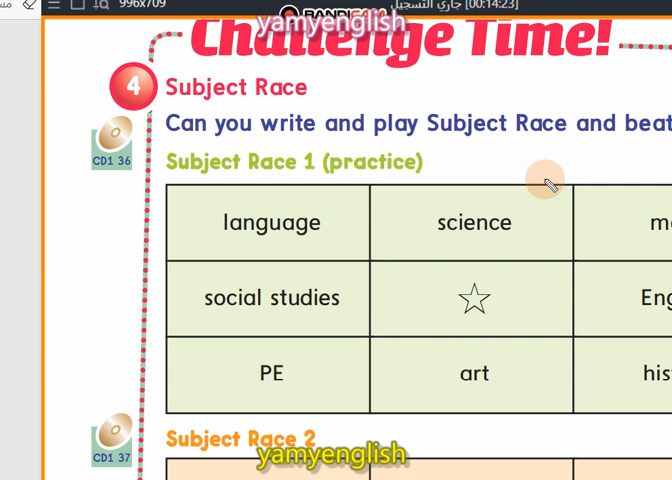 996x709
جاري التسجيل [00:14:23]
yamyenglish
Challenge Time!
4 Subject Race
CD1 36
Can you write and play Subject Race and beat
Subject Race 1 (practice)
language science
social studies
PE art
Subject Race 2
CD1 37
yamyenglish